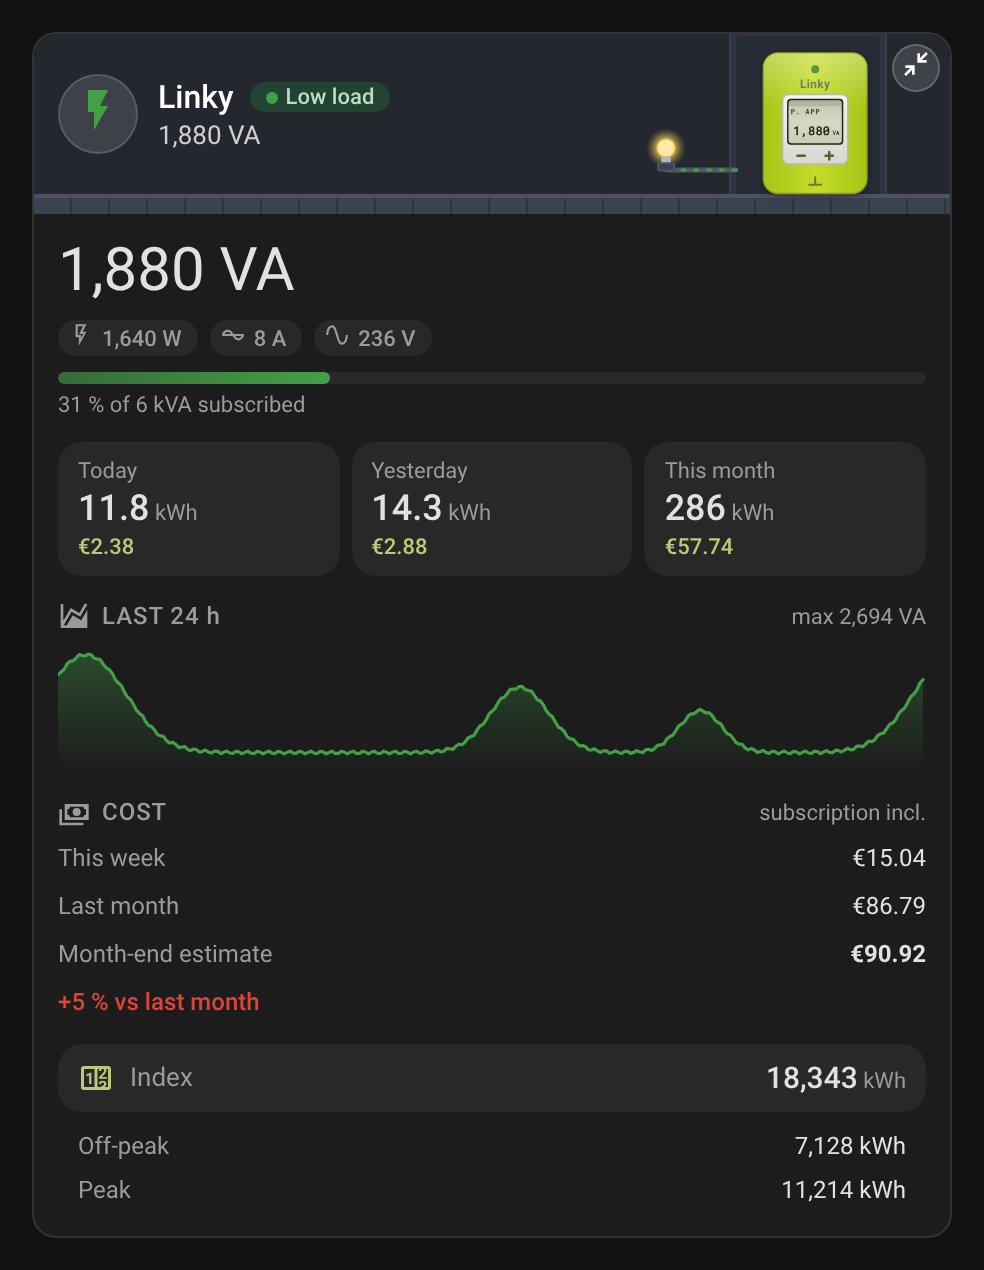 Linky
Low load
1,880 VA
Linky
P. APP
1,880 VA
− +
1,880 VA
1,640 W
8 A
236 V
31 % of 6 kVA subscribed
Today
11.8 kWh
€2.38
Yesterday
14.3 kWh
€2.88
This month
286 kWh
€57.74
LAST 24 h
max 2,694 VA
COST
subscription incl.
This week
€15.04
Last month
€86.79
Month-end estimate
€90.92
+5 % vs last month
Index
18,343 kWh
Off-peak
7,128 kWh
Peak
11,214 kWh